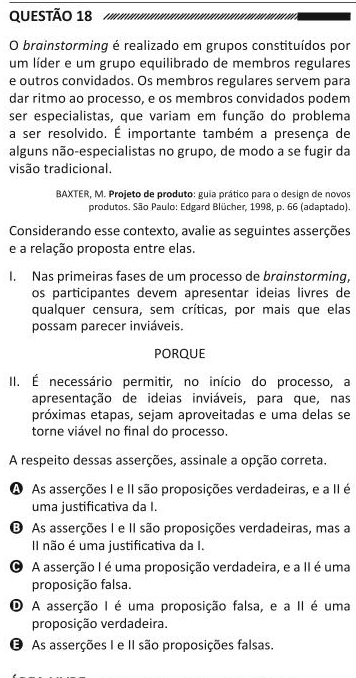 QUESTÃO 18
O brainstorming é realizado em grupos constituídos por
um líder e um grupo equilibrado de membros regulares
e outros convidados. Os membros regulares servem para
dar ritmo ao processo, e os membros convidados podem
ser especialistas, que variam em função do problema
a ser resolvido. É importante também a presença de
alguns não-especialistas no grupo, de modo a se fugir da
visão tradicional.
BAXTER, M. Projeto de produto: guia prático para o design de novos
produtos. São Paulo: Edgard Blücher, 1998, p. 66 (adaptado).
Considerando esse contexto, avalie as seguintes asserções
e a relação proposta entre elas.
I. Nas primeiras fases de um processo de brainstorming,
os participantes devem apresentar ideias livres de
qualquer censura, sem críticas, por mais que elas
possam parecer inviáveis.
PORQUE
II. É necessário permitir, no início do processo, a
apresentação de ideias inviáveis, para que, nas
próximas etapas, sejam aproveitadas e uma delas se
torne viável no final do processo.
A respeito dessas asserções, assinale a opção correta.
A As asserções I e II são proposições verdadeiras, e a II é
uma justificativa da I.
B As asserções I e II são proposições verdadeiras, mas a
II não é uma justificativa da I.
C A asserção I é uma proposição verdadeira, e a II é uma
proposição falsa.
D A asserção I é uma proposição falsa, e a II é uma
proposição verdadeira.
E As asserções I e II são proposições falsas.